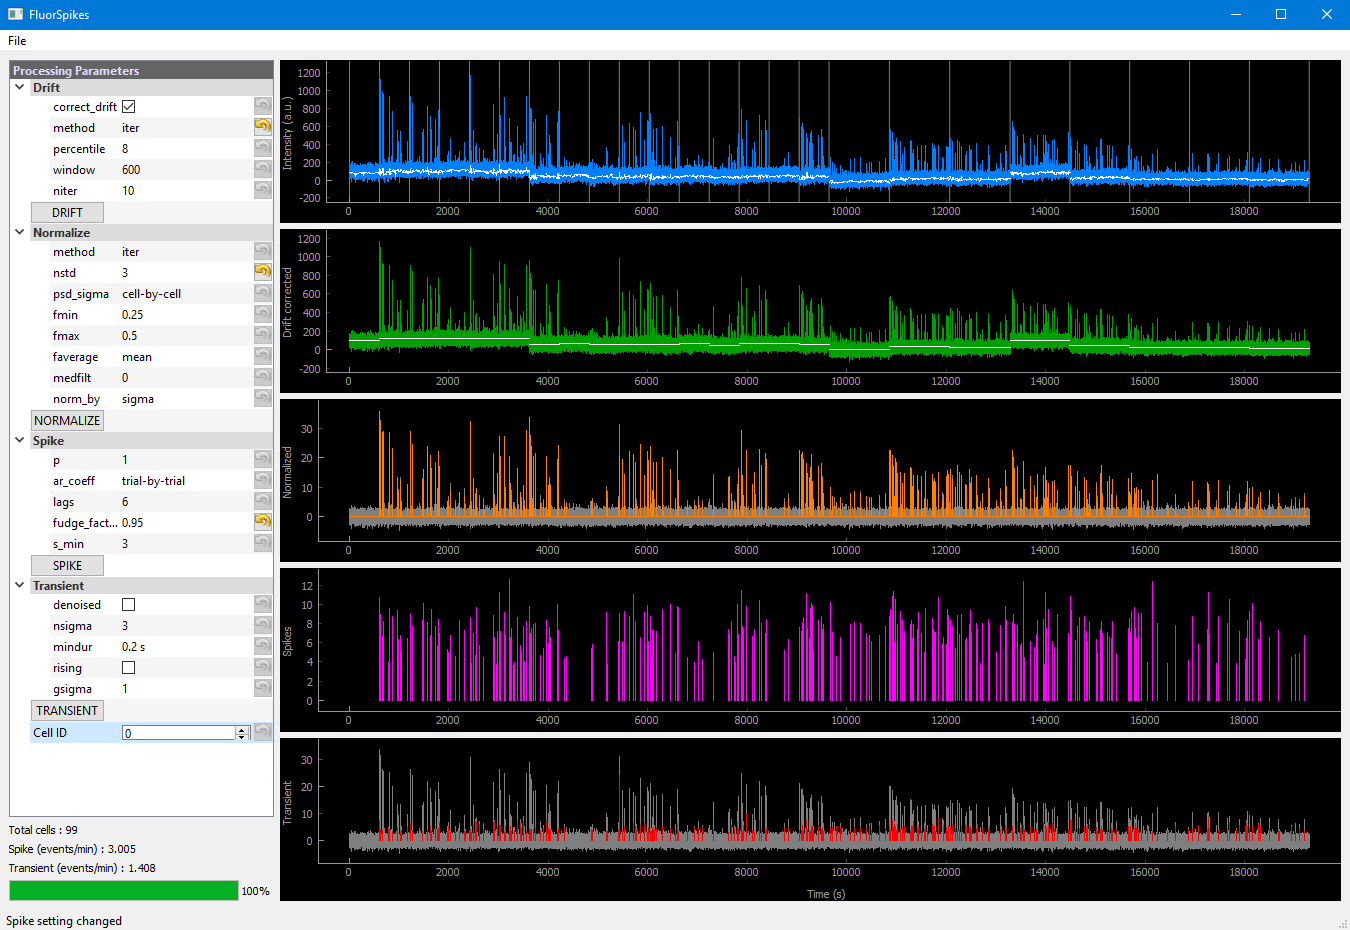 FluorSpikes
File
Processing Parameters
Drift
correct_drift
method iter
percentile 8
window 600
niter 10
DRIFT
Normalize
method iter
nstd 3
psd_sigma cell-by-cell
fmin 0.25
fmax 0.5
faverage mean
medfilt 0
norm_by sigma
NORMALIZE
Spike
p 1
ar_coeff trial-by-trial
lags 6
fudge_fact... 0.95
s_min 3
SPIKE
Transient
denoised
nsigma 3
mindur 0.2 s
rising
gsigma 1
TRANSIENT
Cell ID 0
Total cells : 99
Spike (events/min) : 3.005
Transient (events/min) : 1.408
100%
Spike setting changed
Intensity (a.u.)
1200
1000
800
600
400
200
0
-200
0 2000 4000 6000 8000 10000 12000 14000 16000 18000
Drift corrected
1200
1000
800
600
400
200
0
-200
0 2000 4000 6000 8000 10000 12000 14000 16000 18000
Normalized
30
20
10
0
0 2000 4000 6000 8000 10000 12000 14000 16000 18000
Spikes
12
10
8
6
4
2
0
0 2000 4000 6000 8000 10000 12000 14000 16000 18000
Transient
30
20
10
0
0 2000 4000 6000 8000 10000 12000 14000 16000 18000
Time (s)